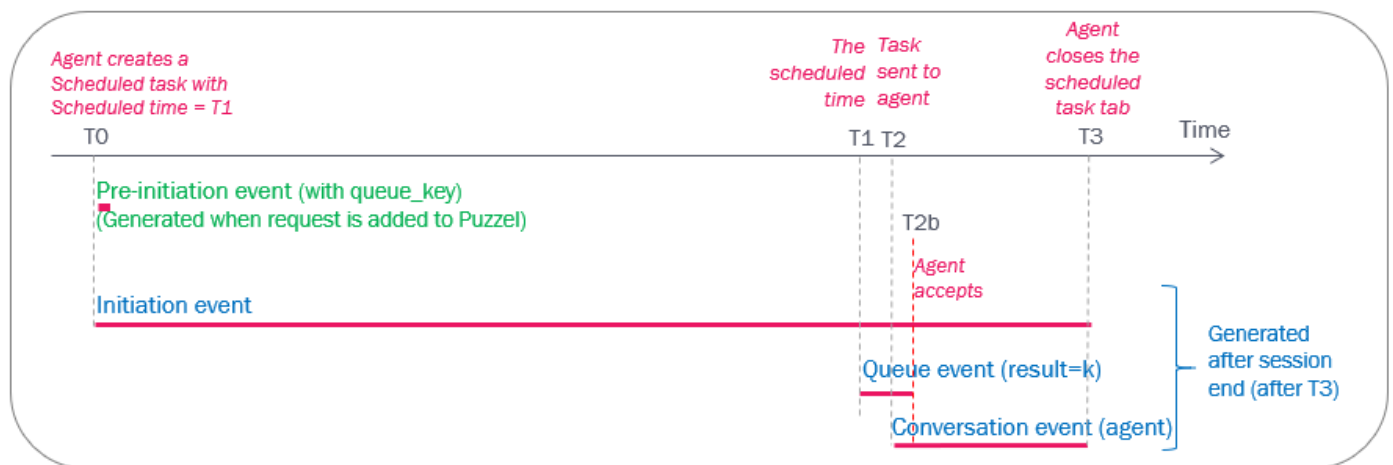 Agent creates a
Scheduled task with
Scheduled time = T1
The
scheduled
time
Task
sent to
agent
Agent
closes the
scheduled
task tab
T0
T1
T2
T3
Time
Pre-initiation event (with queue_key)
(Generated when request is added to Puzzel)
T2b
Agent
accepts
Initiation event
Generated
after session
end (after T3)
Queue event (result=k)
Conversation event (agent)